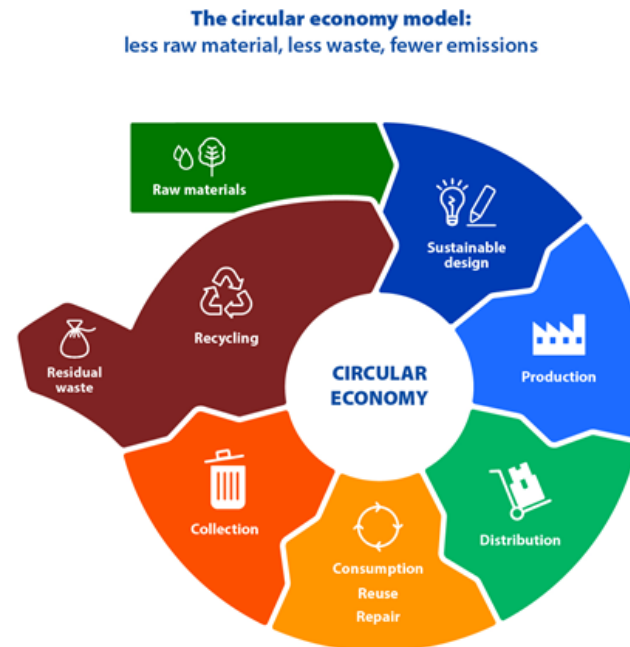 The circular economy model:
less raw material, less waste, fewer emissions
Raw materials
Sustainable
design
Production
Distribution
Consumption
Reuse
Repair
Collection
Recycling
Residual
waste
CIRCULAR
ECONOMY